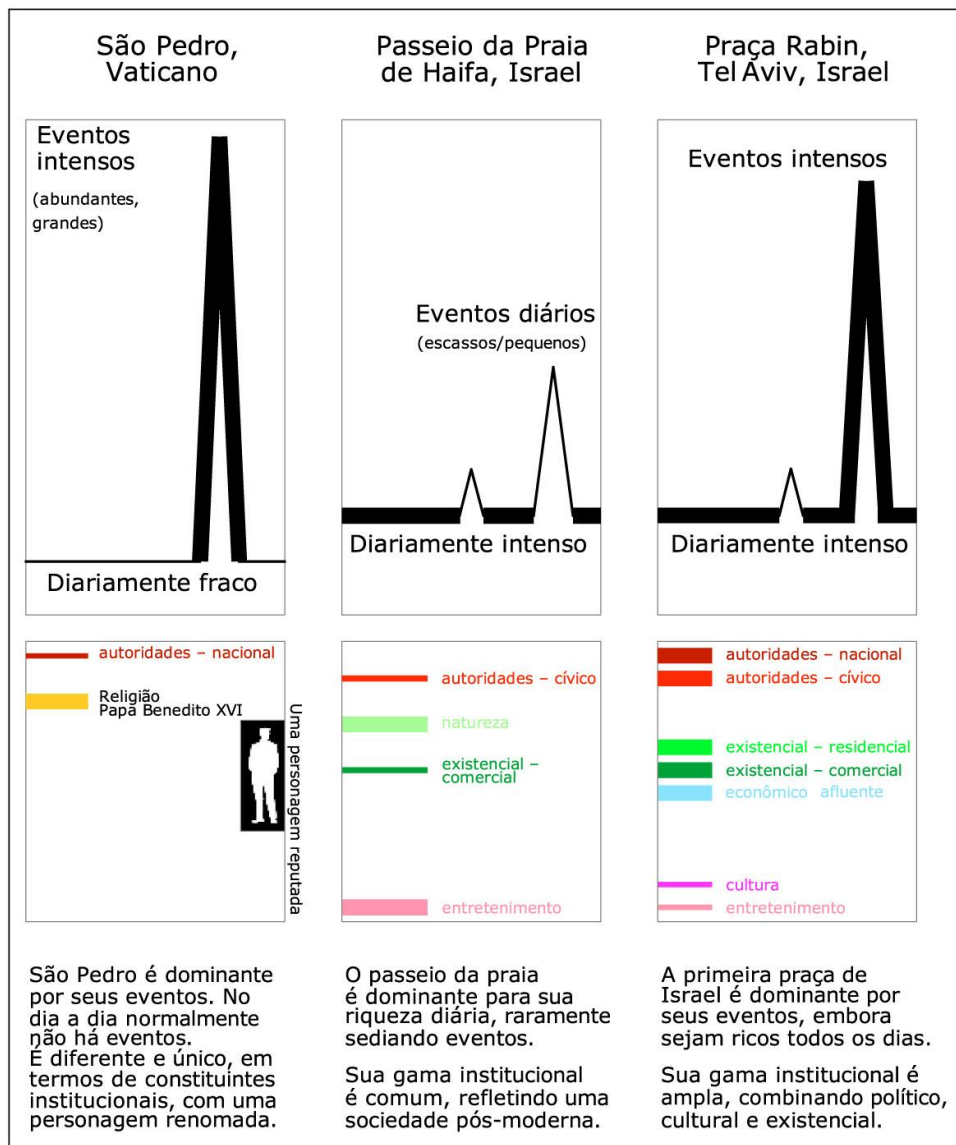 São Pedro,
Vaticano
Eventos
intensos
(abundantes,
grandes)
Diariamente fraco
autoridades – nacional
Religião
Papa Benedito XVI
Uma personagem reputada
São Pedro é dominante
por seus eventos. No
dia a dia normalmente
não há eventos.
É diferente e único, em
termos de constituintes
institucionais, com uma
personagem renomada.
Passeio da Praia
de Haifa, Israel
Eventos diários
(escassos/pequenos)
Diariamente intenso
autoridades – cívico
natureza
existencial –
comercial
entretenimento
O passeio da praia
é dominante para sua
riqueza diária, raramente
sediando eventos.
Sua gama institucional
é comum, refletindo uma
sociedade pós-moderna.
Praça Rabin,
Tel Aviv, Israel
Eventos intensos
Diariamente intenso
autoridades – nacional
autoridades – cívico
existencial – residencial
existencial – comercial
econômico afluente
cultura
entretenimento
A primeira praça de
Israel é dominante por
seus eventos, embora
sejam ricos todos os dias.
Sua gama institucional é
ampla, combinando político,
cultural e existencial.